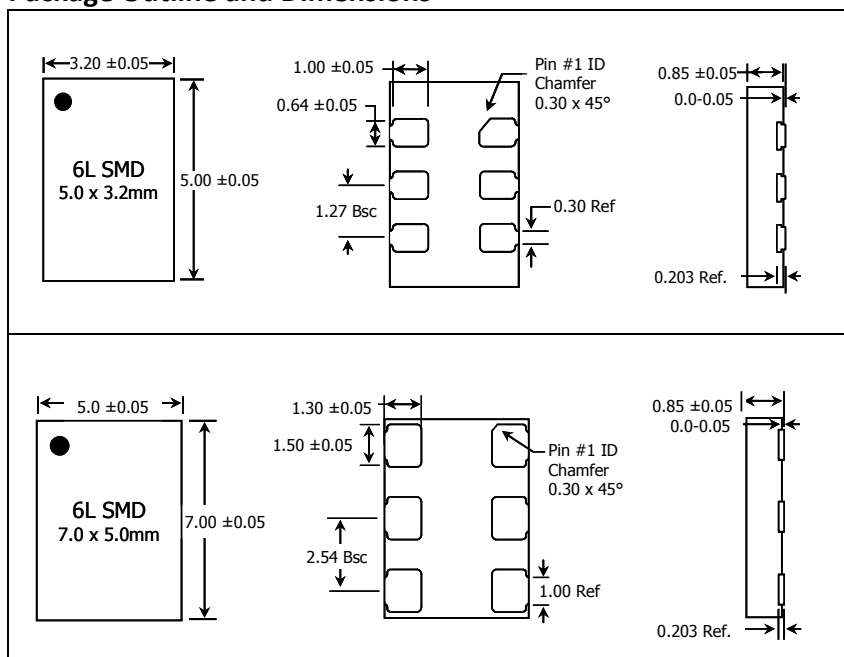 Package Outline and Dimensions
3.20 ±0.05
6L SMD
5.0 x 3.2mm
5.00 ±0.05
1.00 ±0.05
0.64 ±0.05
1.27 Bsc
Pin #1 ID
Chamfer
0.30 x 45°
0.30 Ref
0.85 ±0.05
0.0-0.05
0.203 Ref.
5.0 ±0.05
6L SMD
7.0 x 5.0mm
7.00 ±0.05
1.30 ±0.05
1.50 ±0.05
2.54 Bsc
Pin #1 ID
Chamfer
0.30 x 45°
1.00 Ref
0.85 ±0.05
0.0-0.05
0.203 Ref.